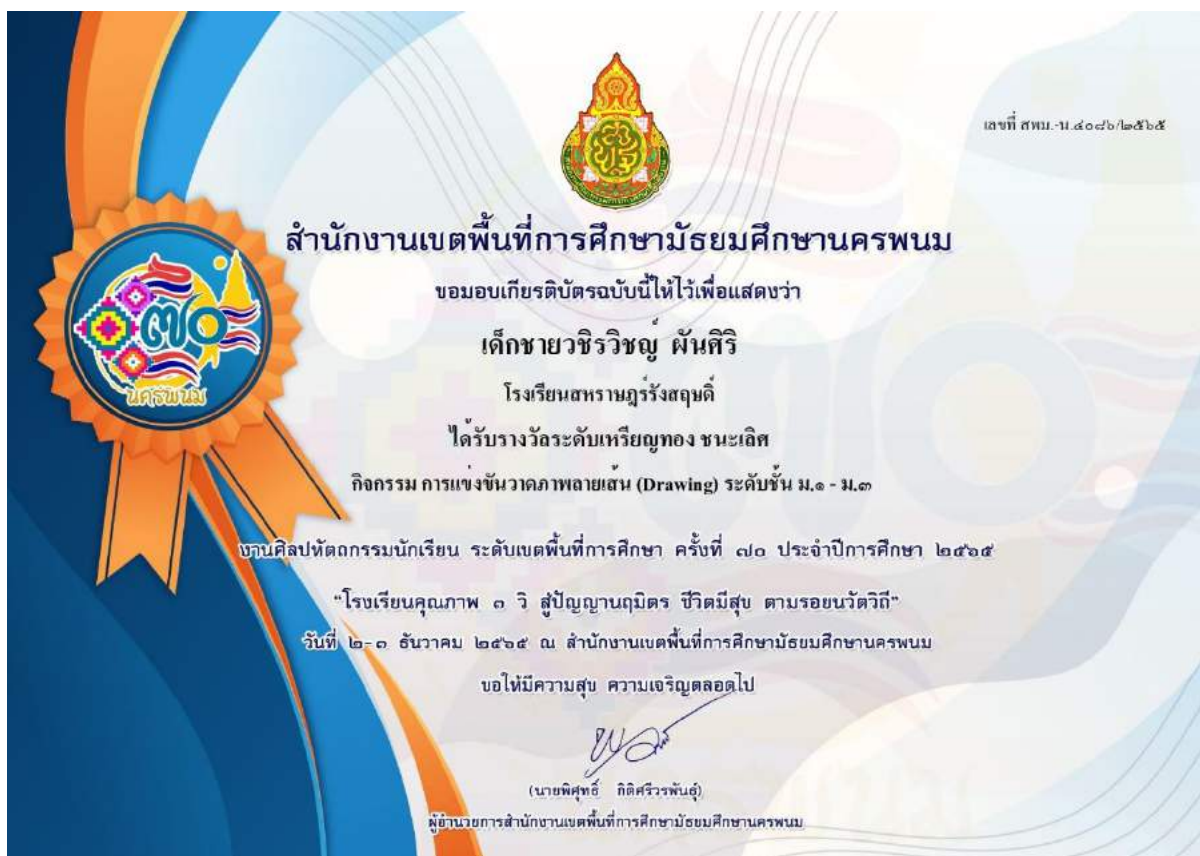 เลขที่ สพม.-น.๔๐๘๖/๒๕๖๕
สำนักงานเขตพื้นที่การศึกษามัธยมศึกษานครพนม
ขอมอบเกียรติบัตรฉบับนี้ให้ไว้เพื่อแสดงว่า
เด็กชายวชิรวิชญ์ ผันศิริ
โรงเรียนสหราษฎร์รังสฤษดิ์
ได้รับรางวัลระดับเหรียญทอง ชนะเลิศ
กิจกรรม การแข่งขันวาดภาพลายเส้น (Drawing) ระดับชั้น ม.๑ - ม.๓
๗๐
นครพนม
งานศิลปหัตถกรรมนักเรียน ระดับเขตพื้นที่การศึกษา ครั้งที่ ๗๐ ประจำปีการศึกษา ๒๕๖๕
“โรงเรียนคุณภาพ ๓ วิ สู่ปัญญานฤมิตร ชีวิตมีสุข ตามรอยนวัตวิถี”
วันที่ ๒-๓ ธันวาคม ๒๕๖๕ ณ สำนักงานเขตพื้นที่การศึกษามัธยมศึกษานครพนม
ขอให้มีความสุข ความเจริญตลอดไป
(นายพิศุทธิ์ กิติศรีวรพันธุ์)
ผู้อำนวยการสำนักงานเขตพื้นที่การศึกษามัธยมศึกษานครพนม